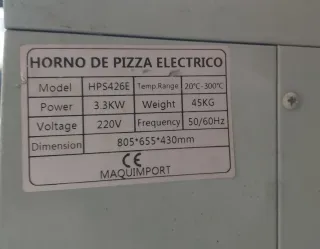 HORNO DE PIZZA ELECTRICO
Model HPS426E Temp.Range 20℃-300℃
Power 3.3KW Weight 45KG
Voltage 220V Frequency 50/60Hz
Dimension 805*655*430mm
CE
MAQUIMPORT